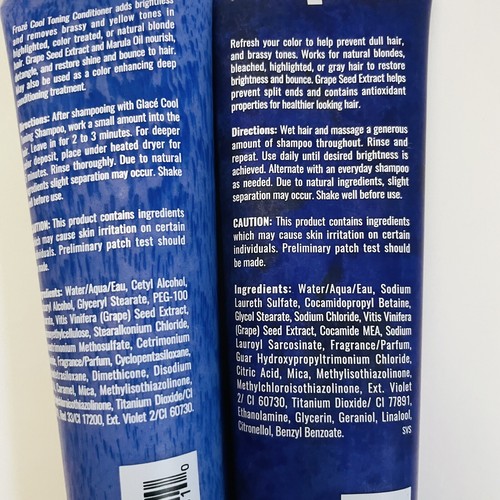 Frozé Cool Toning Conditioner adds brightness
and removes brassy and yellow tones in
highlighted, color treated, or natural blonde
hair. Grape Seed Extract and Marula Oil nourish,
detangle, and restore shine and bounce to hair.
May also be used as a color enhancing deep
conditioning treatment.
Directions: After shampooing with Glacé Cool
Shampoo, work a small amount into the
Leave in for 2 to 3 minutes. For deeper
deposit, place under heated dryer for
minutes. Rinse thoroughly. Due to natural
slight separation may occur. Shake
before use.
This product contains ingredients
may cause skin irritation on certain
Preliminary patch test should
made.
Water/Aqua/Eau, Cetyl Alcohol,
Alcohol, Glyceryl Stearate, PEG-100
Vitis Vinifera (Grape) Seed Extract,
Stearalkonium Chloride,
Methosulfate, Cetrimonium
Fragrance/Parfum, Cyclopentasiloxane,
Dimethicone, Disodium
Mica, Methylisothiazolinone,
Titanium Dioxide/CI
Red 33/CI 17200, Ext. Violet 2/CI 60730.
Refresh your color to help prevent dull hair,
and brassy tones. Works for natural blondes,
bleached, highlighted, or gray hair to restore
brightness and bounce. Grape Seed Extract helps
prevent split ends and contains antioxidant
properties for healthier looking hair.
Directions: Wet hair and massage a generous
amount of shampoo throughout. Rinse and
repeat. Use daily until desired brightness is
achieved. Alternate with an everyday shampoo
as needed. Due to natural ingredients, slight
separation may occur. Shake well before use.
CAUTION: This product contains ingredients
which may cause skin irritation on certain
individuals. Preliminary patch test should
be made.
Ingredients: Water/Aqua/Eau, Sodium
Laureth Sulfate, Cocamidopropyl Betaine,
Glycol Stearate, Sodium Chloride, Vitis Vinifera
(Grape) Seed Extract, Cocamide MEA, Sodium
Lauroyl Sarcosinate, Fragrance/Parfum,
Guar Hydroxypropyltrimonium Chloride,
Citric Acid, Mica, Methylisothiazolinone,
Methylchloroisothiazolinone, Ext. Violet
2/ CI 60730, Titanium Dioxide/ CI 77891,
Ethanolamine, Glycerin, Geraniol, Linalool,
Citronellol, Benzyl Benzoate.
SVS